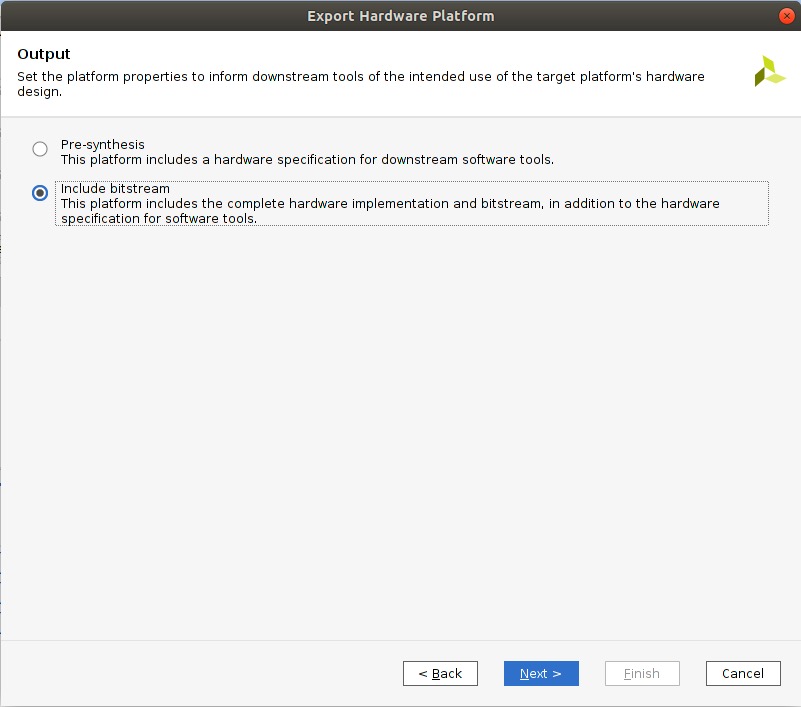 Export Hardware Platform
Output
Set the platform properties to inform downstream tools of the intended use of the target platform's hardware
design.
Pre-synthesis
This platform includes a hardware specification for downstream software tools.
Include bitstream
This platform includes the complete hardware implementation and bitstream, in addition to the hardware
specification for software tools.
< Back
Next >
Finish
Cancel